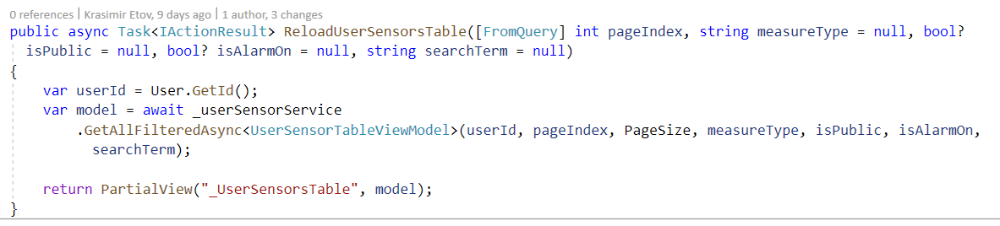 0 references | Krasimir Etov, 9 days ago | 1 author, 3 changes
public async Task<IActionResult> ReloadUserSensorsTable([FromQuery] int pageIndex, string measureType = null, bool?
isPublic = null, bool? isAlarmOn = null, string searchTerm = null)
{
var userId = User.GetId();
var model = await _userSensorService
.GetAllFilteredAsync<UserSensorTableViewModel>(userId, pageIndex, PageSize, measureType, isPublic, isAlarmOn,
searchTerm);
return PartialView("_UserSensorsTable", model);
}